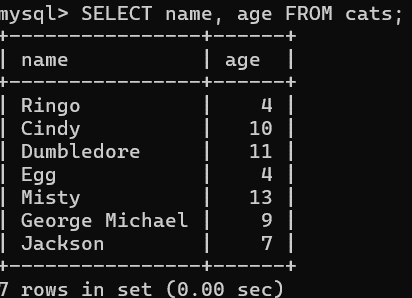 mysql> SELECT name, age FROM cats;
+----------------+------+
| name           | age  |
+----------------+------+
| Ringo          |    4 |
| Cindy          |   10 |
| Dumbledore     |   11 |
| Egg            |    4 |
| Misty          |   13 |
| George Michael |    9 |
| Jackson        |    7 |
+----------------+------+
7 rows in set (0.00 sec)